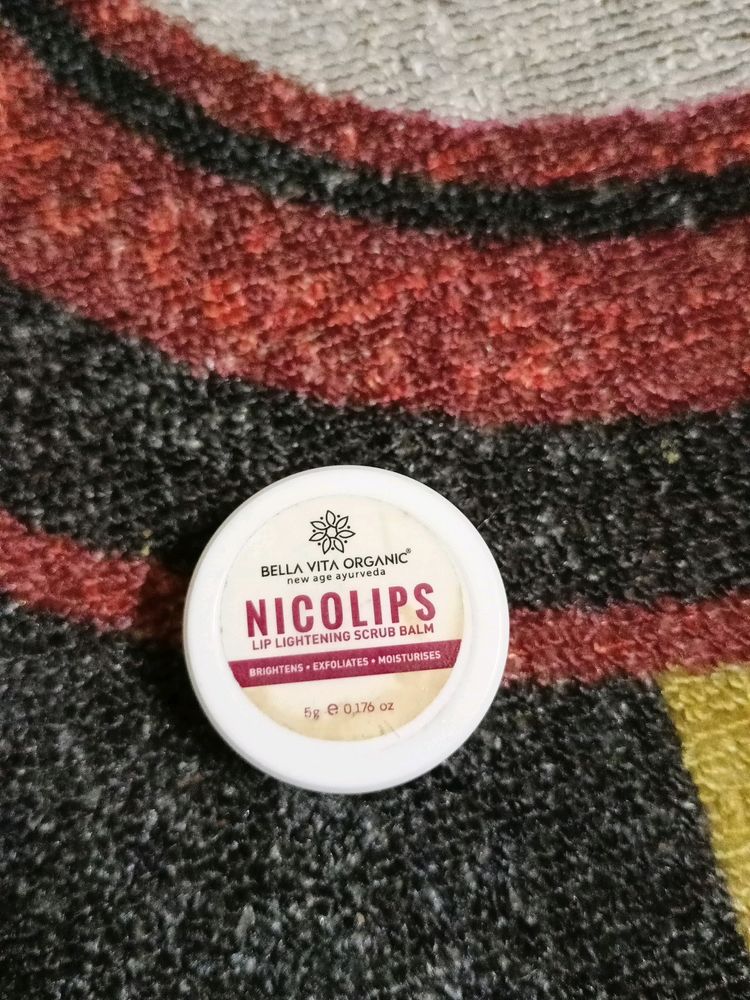 BELLA VITA ORGANIC®
new age ayurveda
NICOLIPS
LIP LIGHTENING SCRUB BALM
BRIGHTENS • EXFOLIATES • MOISTURISES
5g ℮ 0,176 oz